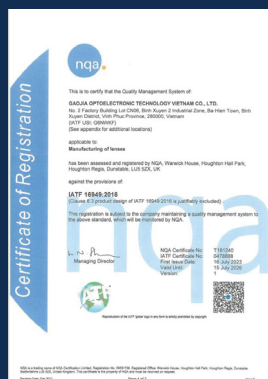 nqa.
Certificate of Registration
This is to certify that the Quality Management System of:
GAOJIA OPTOELECTRONIC TECHNOLOGY VIETNAM CO., LTD.
No. 2 Factory Building Lot CN06, Binh Xuyen 2 Industrial Zone, Ba Hien Town, Binh
Xuyen District, Vinh Phuc Province, 280000, Vietnam
(IATF USI:
(See appendix for additional locations)
applicable to:
Manufacturing of lenses
has been assessed and registered by NQA, Warwick House, Houghton Hall Park,
Houghton Regis, Dunstable, LU5 5ZX, UK
against the provisions of:
IATF 16949:2016
(Clause 8.3 product design of IATF 16949:2016 is justifiably excluded)
This registration is subject to the company maintaining a quality management system to
the above standard, which will be monitored by NQA.
Managing Director
NQA Certificate No:
IATF Certificate No:
First Issue Date: 16 July 2023
Valid Until: 15 July 2026
Version: 1
nqa